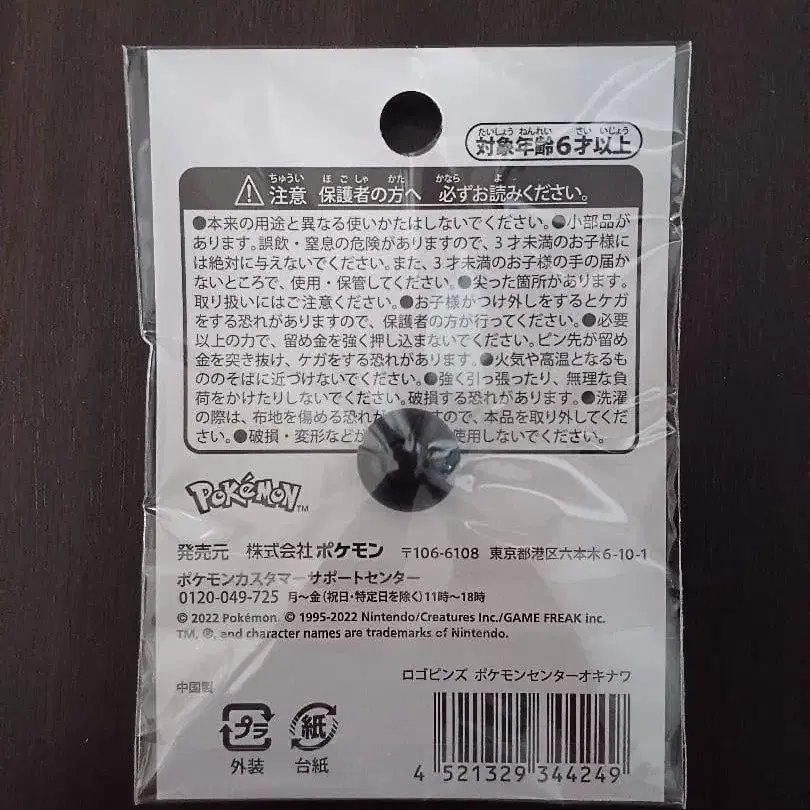 たいしょう ねんれい さい いじょう
対象年齢6才以上
ちゅうい ほごしゃ かた かなら よ
注意 保護者の方へ 必ずお読みください。
●本来の用途と異なる使いかたはしないでください。●小部品が
あります。誤飲・窒息の危険がありますので、3才未満のお子様に
は絶対に与えないでください。また、3才未満のお子様の手の届か
ないところで、使用・保管してください。●尖った箇所があります。
取り扱いにはご注意ください。●お子様がつけ外しをするとケガ
をする恐れがありますので、保護者の方が行ってください。●必要
以上の力で、留め金を強く押し込まないでください。ピン先が留め
金を突き抜け、ケガをする恐れがあります。●火気や高温となるも
ののそばに近づけないでください。●強く引っ張ったり、無理な負
荷をかけたりしないでください。破損する恐れがあります。●洗濯
の際は、布地を傷める恐れが ますので、本品を取り外してくだ
さい。●破損・変形などが 使用しないでください。
POKéMON TM
発売元 株式会社ポケモン 〒106-6108 東京都港区六本木6-10-1
ポケモンカスタマーサポートセンター
0120-049-725 月～金(祝日・特定日を除く)11時～18時
© 2022 Pokémon. © 1995-2022 Nintendo/Creatures Inc./GAME FREAK inc.
TM, ®, and character names are trademarks of Nintendo.
ロゴピンズ ポケモンセンターオキナワ
中国製
プラ 紙
外装 台紙
4 521329 344249